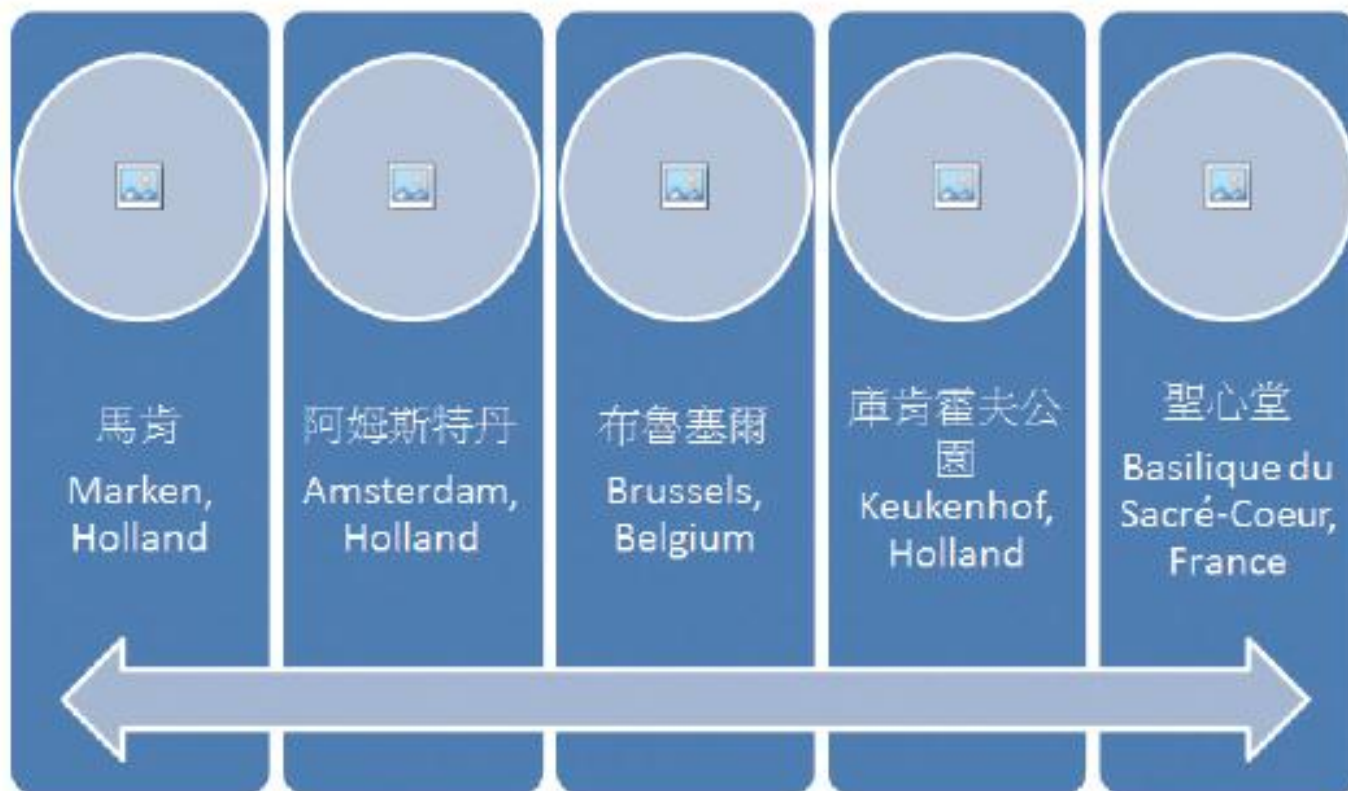 馬肯
Marken,
Holland
阿姆斯特丹
Amsterdam,
Holland
布魯塞爾
Brussels,
Belgium
庫肯霍夫公
園
Keukenhof,
Holland
聖心堂
Basilique du
Sacré-Coeur,
France